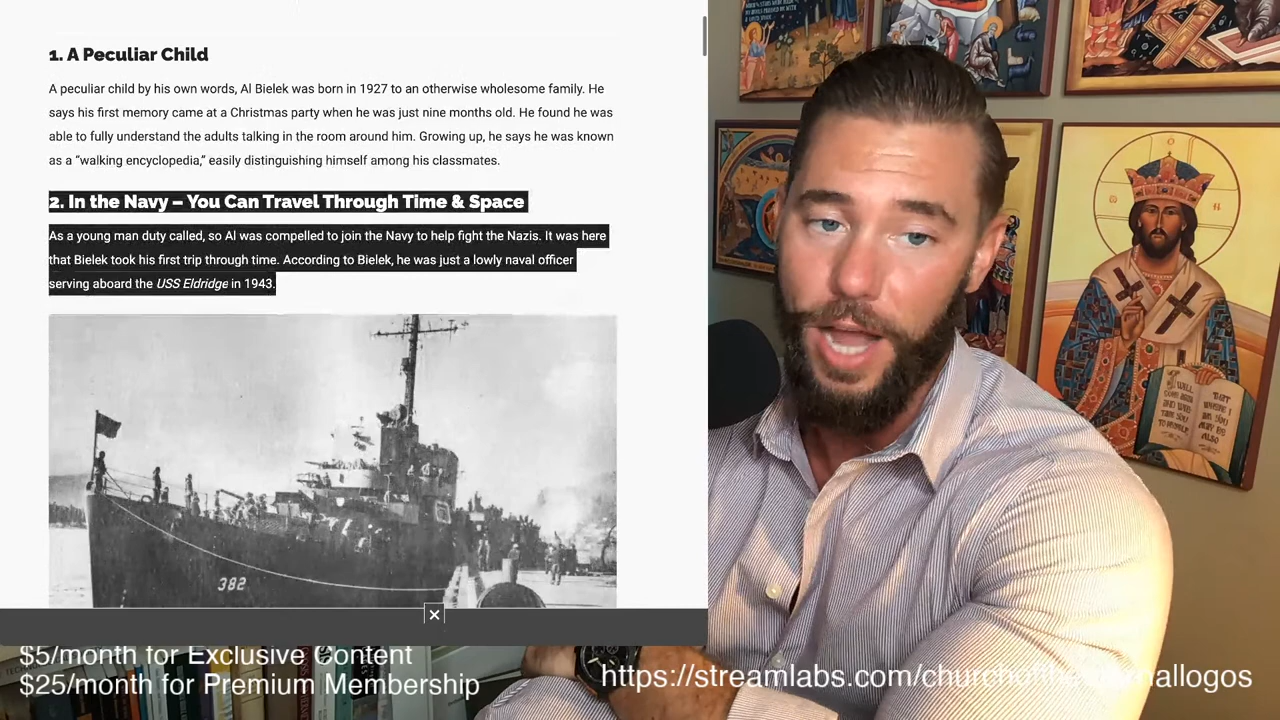 1. A Peculiar Child
A peculiar child by his own words, Al Bielek was born in 1927 to an otherwise wholesome family. He
says his first memory came at a Christmas party when he was just nine months old. He found he was
able to fully understand the adults talking in the room around him. Growing up, he says he was known
as a “walking encyclopedia,” easily distinguishing himself among his classmates.
2. In the Navy – You Can Travel Through Time & Space
As a young man duty called, so Al was compelled to join the Navy to help fight the Nazis. It was here
that Bielek took his first trip through time. According to Bielek, he was just a lowly naval officer
serving aboard the USS Eldridge in 1943.
382
$5/month for Exclusive Content
$25/month for Premium Membership